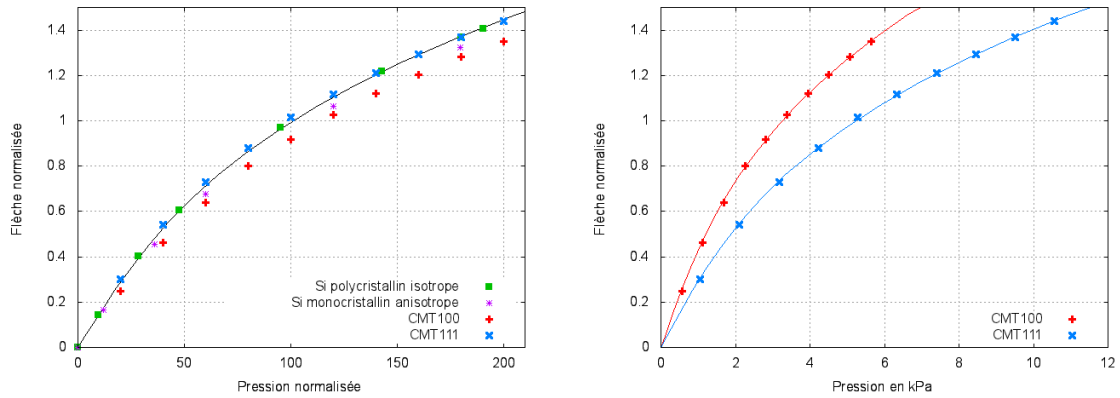 1.4
1.2
1
0.8
0.6
0.4
0.2
0
Flèche normalisée
Si polycristallin isotrope
Si monocristallin anisotrope
CMT100
CMT111
0 50 100 150 200
Pression normalisée
1.4
1.2
1
0.8
0.6
0.4
0.2
0
Flèche normalisée
CMT100
CMT111
0 2 4 6 8 10 12
Pression en kPa